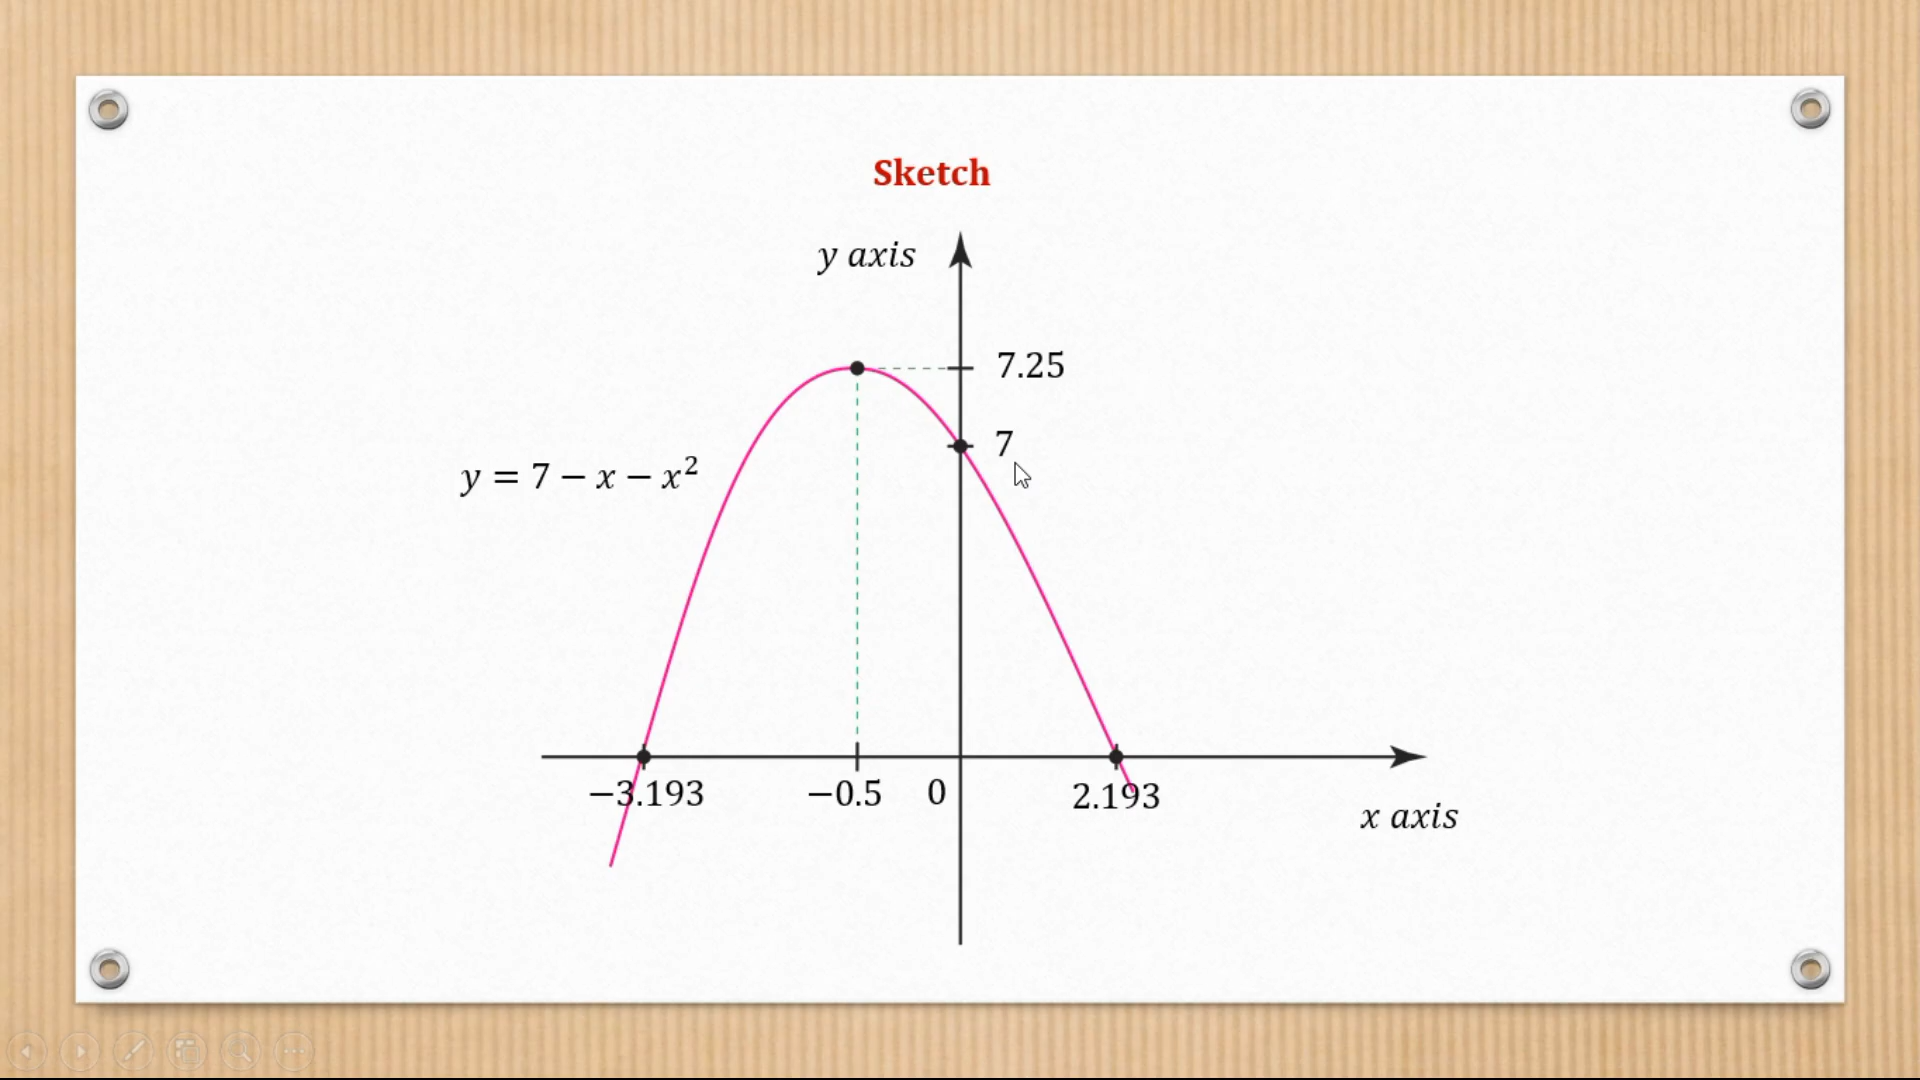 Sketch
y axis
7.25
7
y = 7 − x − x²
−3.193
−0.5
0
2.193
x axis